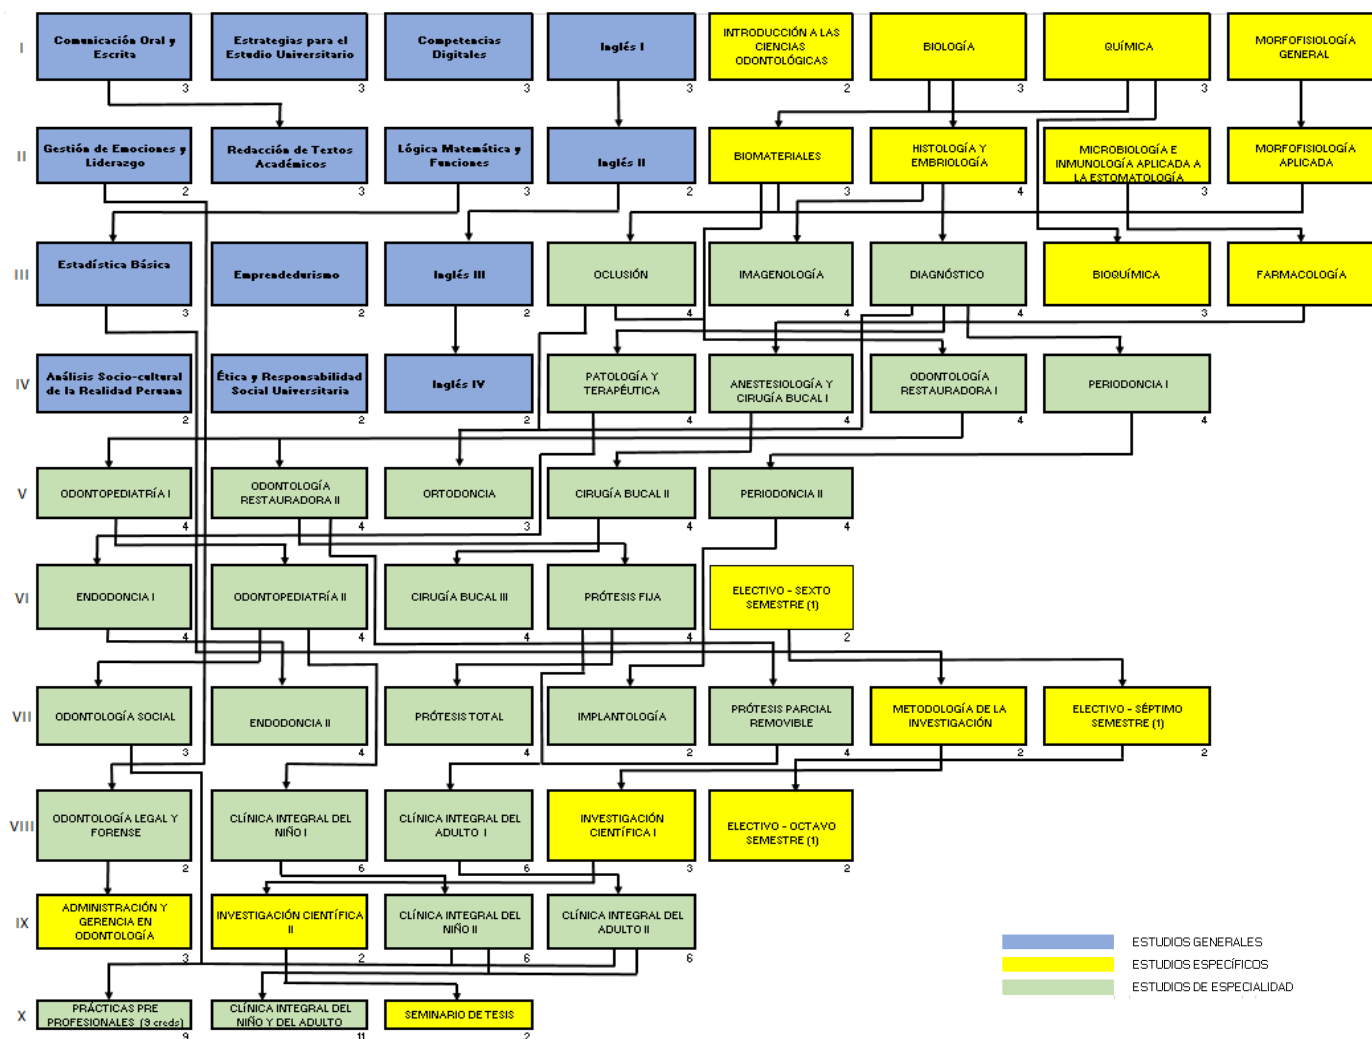 I
Comunicación Oral y
Escrita
3
Estrategias para el
Estudio Universitario
3
Competencias
Digitales
3
Inglés I
3
INTRODUCCIÓN A LAS
CIENCIAS
ODONTOLÓGICAS
2
BIOLOGÍA
3
QUÍMICA
3
MORFOFISIOLOGÍA
GENERAL
II
Gestión de Emociones y
Liderazgo
2
Redacción de Textos
Académicos
3
Lógica Matemática y
Funciones
3
Inglés II
2
BIOMATERIALES
3
HISTOLOGÍA Y
EMBRIOLOGÍA
4
MICROBIOLOGÍA E
INMUNOLOGÍA APLICADA A
LA ESTOMATOLOGÍA
3
MORFOFISIOLOGÍA
APLICADA
III
Estadística Básica
3
Emprendedurismo
2
Inglés III
2
OCLUSIÓN
4
IMAGENOLOGÍA
4
DIAGNÓSTICO
4
BIOQUÍMICA
3
FARMACOLOGÍA
IV
Análisis Socio-cultural
de la Realidad Peruana
2
Ética y Responsabilidad
Social Universitaria
2
Inglés IV
2
PATOLOGÍA Y
TERAPÉUTICA
4
ANESTESIOLOGÍA Y
CIRUGÍA BUCAL I
4
ODONTOLOGÍA
RESTAURADORA I
4
PERIODONCIA I
4
V
ODONTOPEDIATRÍA I
4
ODONTOLOGÍA
RESTAURADORA II
4
ORTODONCIA
3
CIRUGÍA BUCAL II
4
PERIODONCIA II
4
VI
ENDODONCIA I
4
ODONTOPEDIATRÍA II
4
CIRUGÍA BUCAL III
4
PRÓTESIS FIJA
4
ELECTIVO - SEXTO
SEMESTRE (1)
2
VII
ODONTOLOGÍA SOCIAL
3
ENDODONCIA II
4
PRÓTESIS TOTAL
4
IMPLANTOLOGÍA
2
PRÓTESIS PARCIAL
REMOVIBLE
4
METODOLOGÍA DE LA
INVESTIGACIÓN
2
ELECTIVO - SÉPTIMO
SEMESTRE (1)
2
VIII
ODONTOLOGÍA LEGAL Y
FORENSE
2
CLÍNICA INTEGRAL DEL
NIÑO I
6
CLÍNICA INTEGRAL DEL
ADULTO I
6
INVESTIGACIÓN
CIENTÍFICA I
3
ELECTIVO - OCTAVO
SEMESTRE (1)
2
IX
ADMINISTRACIÓN Y
GERENCIA EN
ODONTOLOGÍA
3
INVESTIGACIÓN CIENTÍFICA
II
2
CLÍNICA INTEGRAL DEL
NIÑO II
6
CLÍNICA INTEGRAL DEL
ADULTO II
6
X
PRÁCTICAS PRE
PROFESIONALES (9 creds)
9
CLÍNICA INTEGRAL DEL
NIÑO Y DEL ADULTO
11
SEMINARIO DE TESIS
2
ESTUDIOS GENERALES
ESTUDIOS ESPECÍFICOS
ESTUDIOS DE ESPECIALIDAD